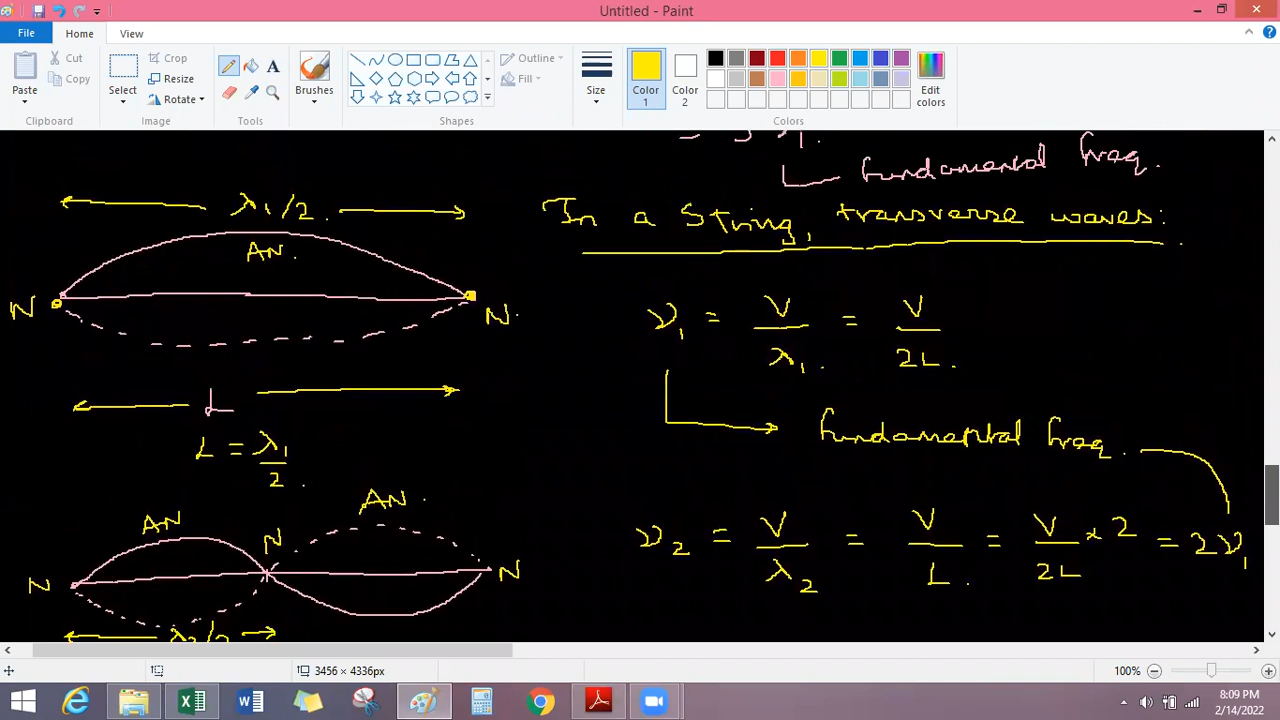 Untitled - Paint
File Home View
Paste Cut Copy Clipboard
Select Crop Resize Rotate Image
Tools
Brushes
Outline Fill Shapes
Size
Color 1 Color 2 Edit colors Colors
fundamental freq.
In a string, transverse waves:
λ1/2
AN
N N
L
L = λ1/2
ν1 = V/λ1 = V/2L
fundamental freq.
AN N AN
N N
ν2 = V/λ2 = V/L = V/2L × 2 = 2ν1
3456 × 4336px 100%
8:09 PM
2/14/2022